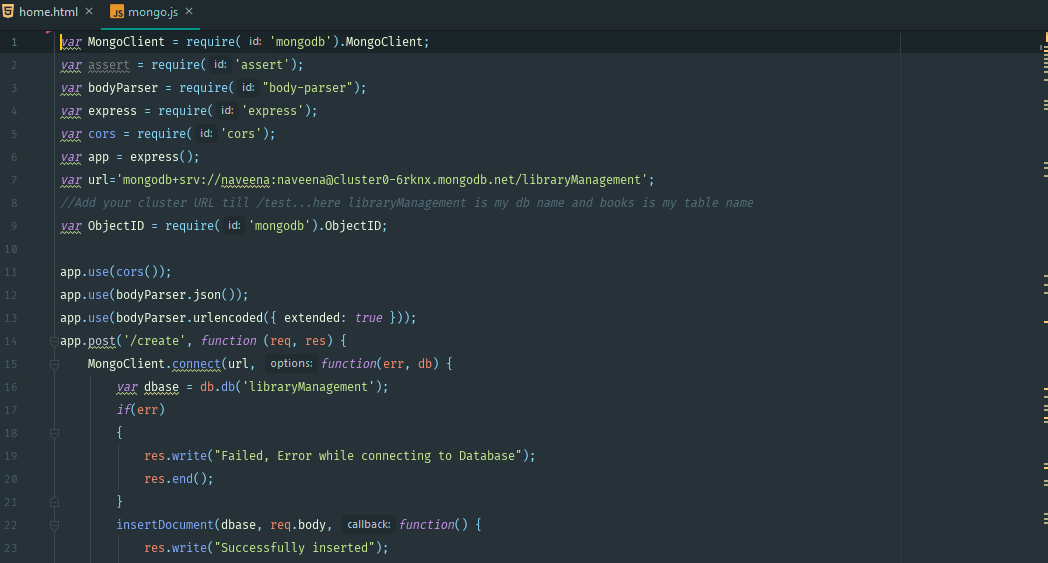 home.html × mongo.js ×
1 var MongoClient = require( id: 'mongodb').MongoClient;
2 var assert = require( id: 'assert');
3 var bodyParser = require( id: "body-parser");
4 var express = require( id: 'express');
5 var cors = require( id: 'cors');
6 var app = express();
7 var url='mongodb+srv://naveena:naveena@cluster0-6rknx.mongodb.net/libraryManagement';
8 //Add your cluster URL till /test...here libraryManagement is my db name and books is my table name
9 var ObjectID = require( id: 'mongodb').ObjectID;
10
11 app.use(cors());
12 app.use(bodyParser.json());
13 app.use(bodyParser.urlencoded({ extended: true }));
14 app.post('/create', function (req, res) {
15 MongoClient.connect(url, options: function(err, db) {
16 var dbase = db.db('libraryManagement');
17 if(err)
18 {
19 res.write("Failed, Error while connecting to Database");
20 res.end();
21 }
22 insertDocument(dbase, req.body, callback: function() {
23 res.write("Successfully inserted");